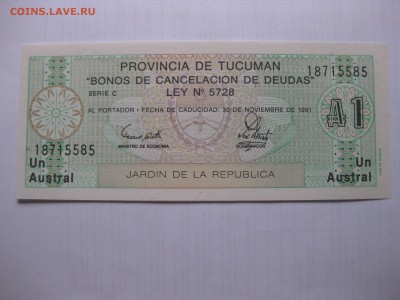 COINS.ЛАVE.РУ
PROVINCIA DE TUCUMAN
"BONOS DE CANCELACION DE DEUDAS"
SERIE C
LEY Nº 5728
18715585
AL PORTADOR - FECHA DE CADUCIDAD: 30 DE NOVIEMBRE DE 1991
A1
18715585
MINISTRO DE ECONOMIA
GOBERNADOR
Un
Austral
Un
Austral
JARDIN DE LA REPUBLICA